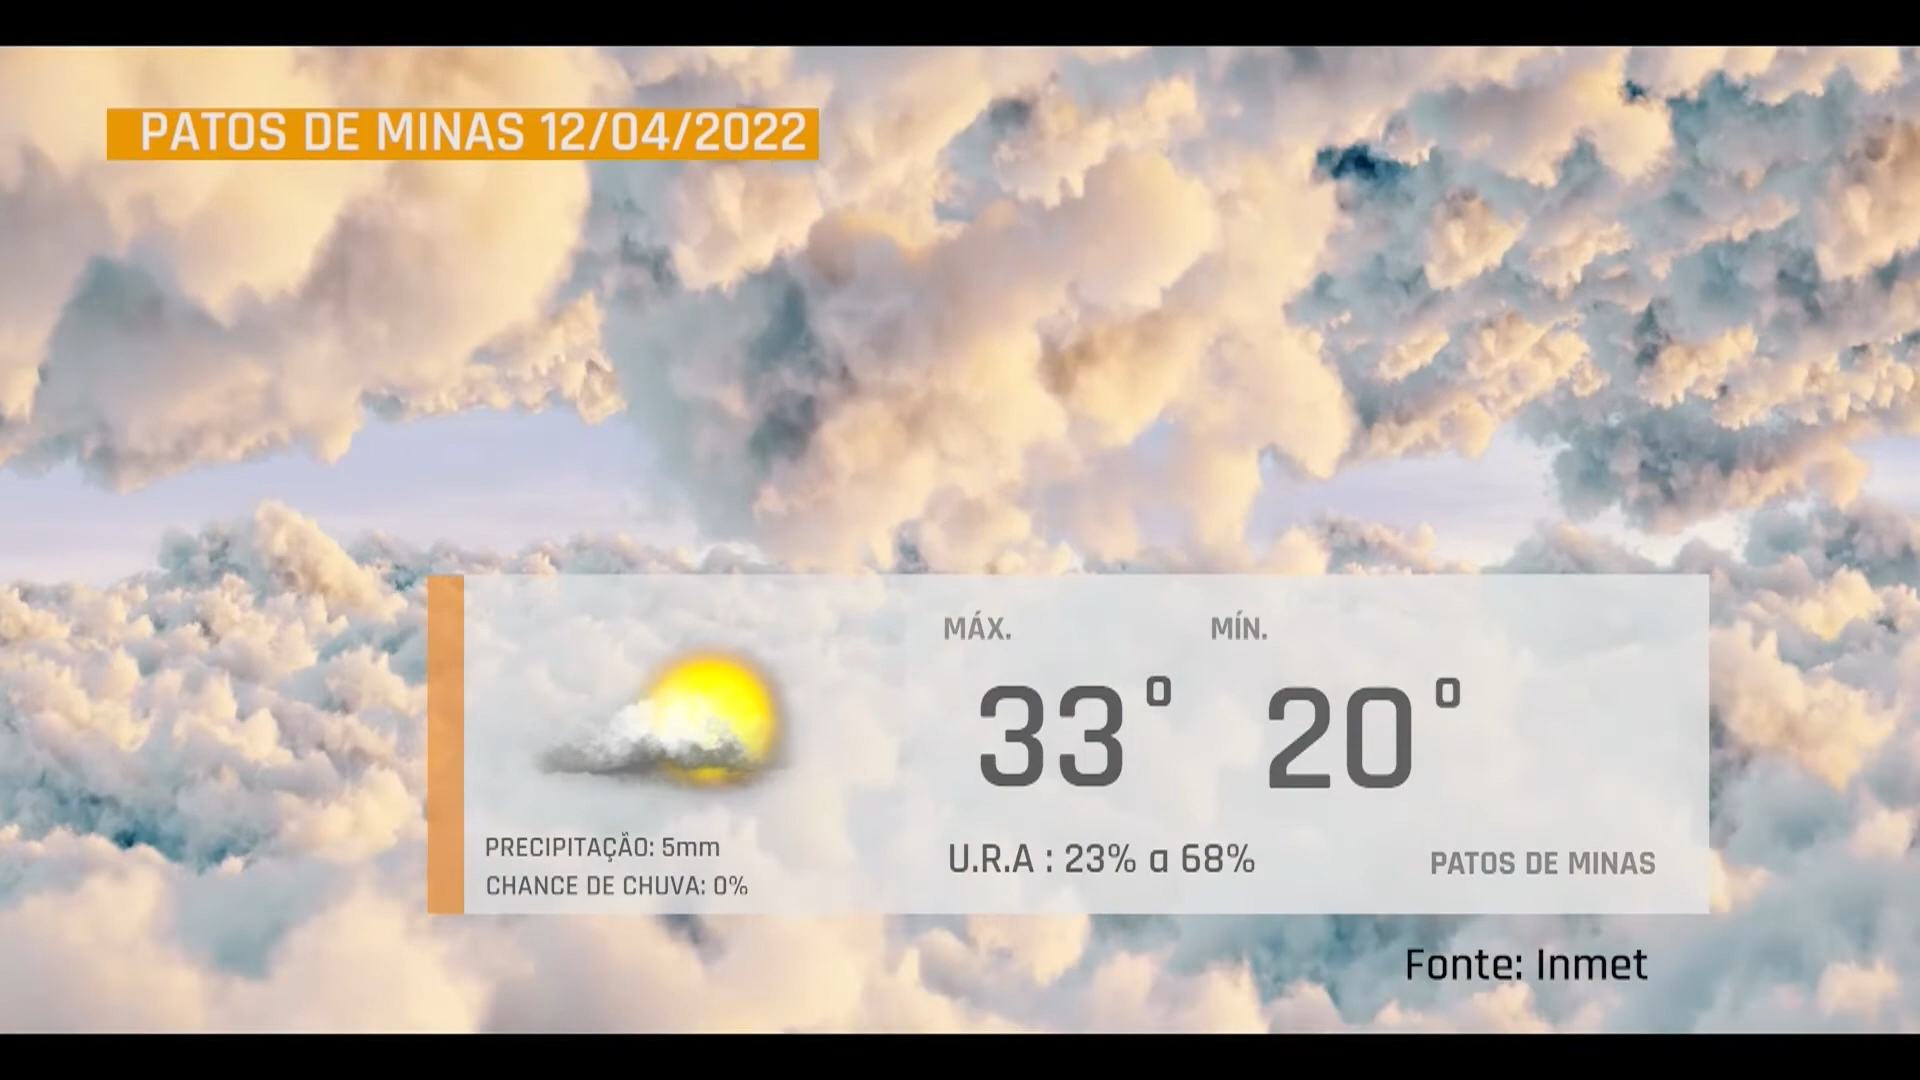 PATOS DE MINAS 12/04/2022
MÁX. MÍN.
33° 20°
PRECIPITAÇÃO: 5mm
CHANCE DE CHUVA: 0%
U.R.A : 23% a 68%
PATOS DE MINAS
Fonte: Inmet